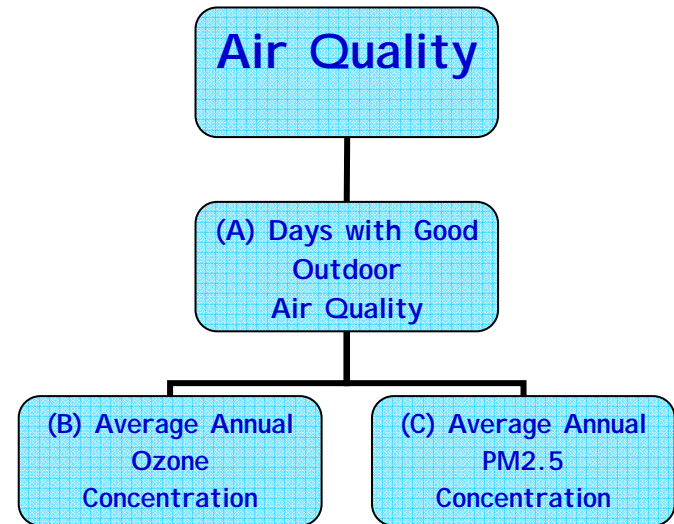 Air Quality
(A) Days with Good
Outdoor
Air Quality
(B) Average Annual
Ozone
Concentration
(C) Average Annual
PM2.5
Concentration